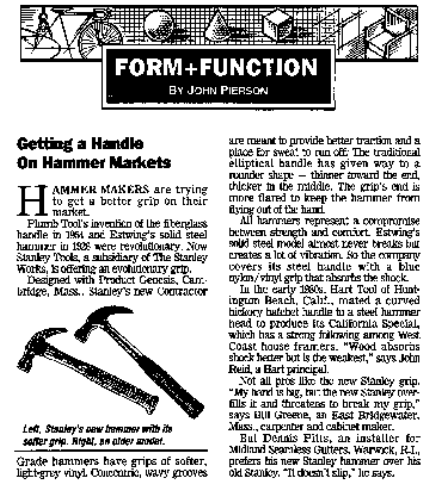 FORM+FUNCTION
BY JOHN PIERSON
Getting a Handle
On Hammer Markets
HAMMER MAKERS are trying
to get a better grip on their
market.
Plumb Tool's invention of the fiberglass
handle in 1954 and Estwing's solid steel
hammer in 1926 were revolutionary. Now
Stanley Tools, a subsidiary of The Stanley
Works, is offering an evolutionary grip.
Designed with Product Genesis, Cam-
bridge, Mass., Stanley's new Contractor
Left, Stanley's new hammer with its
softer grip. Right, an older model.
Grade hammers have grips of softer,
light-gray vinyl. Concentric, wavy grooves
are meant to provide better traction and a
place for sweat to run off. The traditional
elliptical handle has given way to a
rounder shape — thinner toward the end,
thicker in the middle. The grip's end is
more flared to keep the hammer from
flying out of the hand.
All hammers represent a compromise
between strength and comfort. Estwing's
solid steel model almost never breaks but
creates a lot of vibration. So the company
covers its steel handle with a blue
nylon/vinyl grip that absorbs the shock.
In the early 1980s, Hart Tool of Hunt-
ington Beach, Calif., mated a curved
hickory hatchet handle to a steel hammer
head to produce its California Special,
which has a strong following among West
Coast house framers. "Wood absorbs
shock better but is the weakest," says John
Reid, a Hart principal.
Not all pros like the new Stanley grip.
"My hand is big, but the new Stanley over-
fills it and threatens to break my grip,"
says Bill Greene, an East Bridgewater,
Mass., carpenter and cabinet maker.
But Dennis Pitts, an installer for
Midland Seamless Gutters, Warwick, R.I.,
prefers his new Stanley hammer over his
old Stanley. "It doesn't slip," he says.